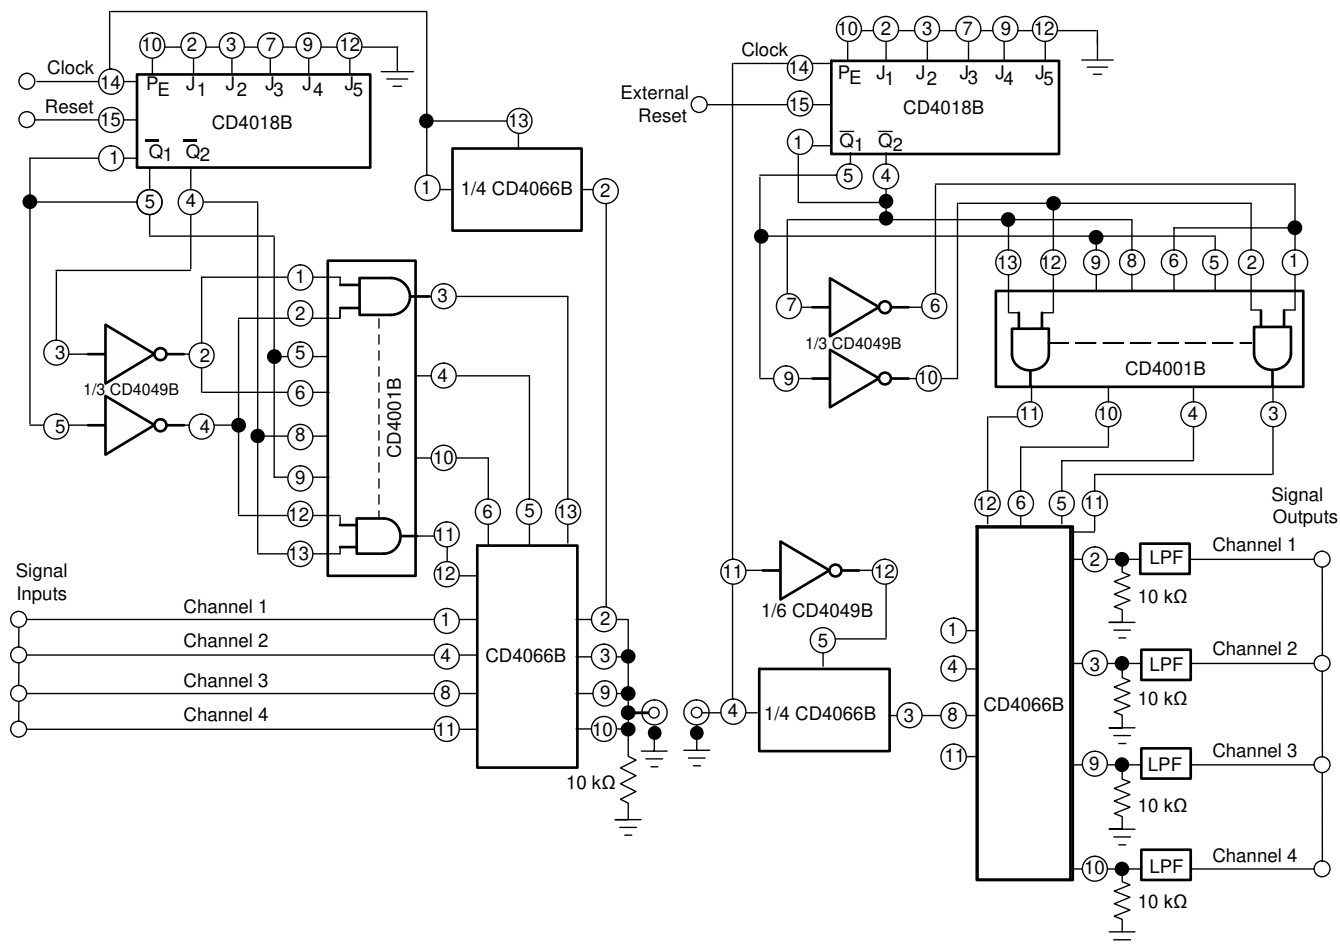 10 2 3 7 9 12
Clock 14
PE J1 J2 J3 J4 J5
Reset 15
CD4018B
1 Q̅1 Q̅2
5 4
13
1 1/4 CD4066B 2
3 2
1/3 CD4049B
5 4
1
2
5
6
8
9
12
13
CD4001B
3
4
10
11
12
6 5 13
Signal
Inputs
Channel 1 1
Channel 2 4
Channel 3 8
Channel 4 11
CD4066B
2
3
9
10
10 kΩ
10 2 3 7 9 12
Clock 14
PE J1 J2 J3 J4 J5
External
Reset 15
CD4018B
1 Q̅1 Q̅2
5 4
7 6
1/3 CD4049B
9 10
13 12 9 8 6 5 2 1
CD4001B
11 10 4 3
12 6 5 11
11 12
1/6 CD4049B
5
4 1/4 CD4066B 3
1
4
8
11
CD4066B
Signal
Outputs
2 LPF Channel 1
10 kΩ
3 LPF Channel 2
10 kΩ
9 LPF Channel 3
10 kΩ
10 LPF Channel 4
10 kΩ